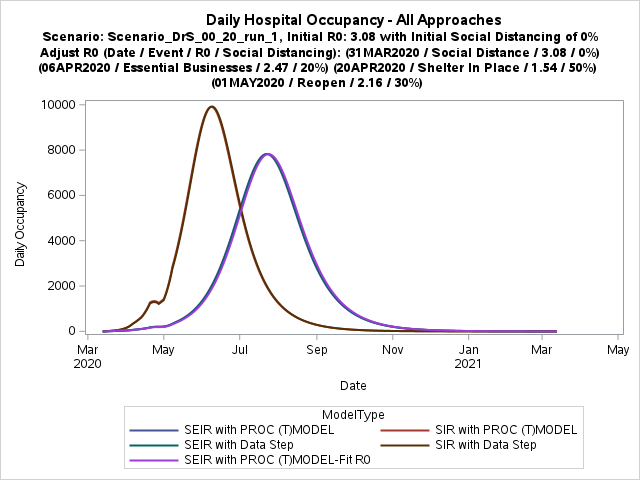 Daily Hospital Occupancy - All Approaches
Scenario: Scenario_DrS_00_20_run_1, Initial R0: 3.08 with Initial Social Distancing of 0%
Adjust R0 (Date / Event / R0 / Social Distancing): (31MAR2020 / Social Distance / 3.08 / 0%)
(06APR2020 / Essential Businesses / 2.47 / 20%) (20APR2020 / Shelter In Place / 1.54 / 50%)
(01MAY2020 / Reopen / 2.16 / 30%)
Daily Occupancy
10000
8000
6000
4000
2000
0
Mar May Jul Sep Nov Jan Mar May
2020 2021
Date
ModelType
SEIR with PROC (T)MODEL SIR with PROC (T)MODEL
SEIR with Data Step SIR with Data Step
SEIR with PROC (T)MODEL-Fit R0